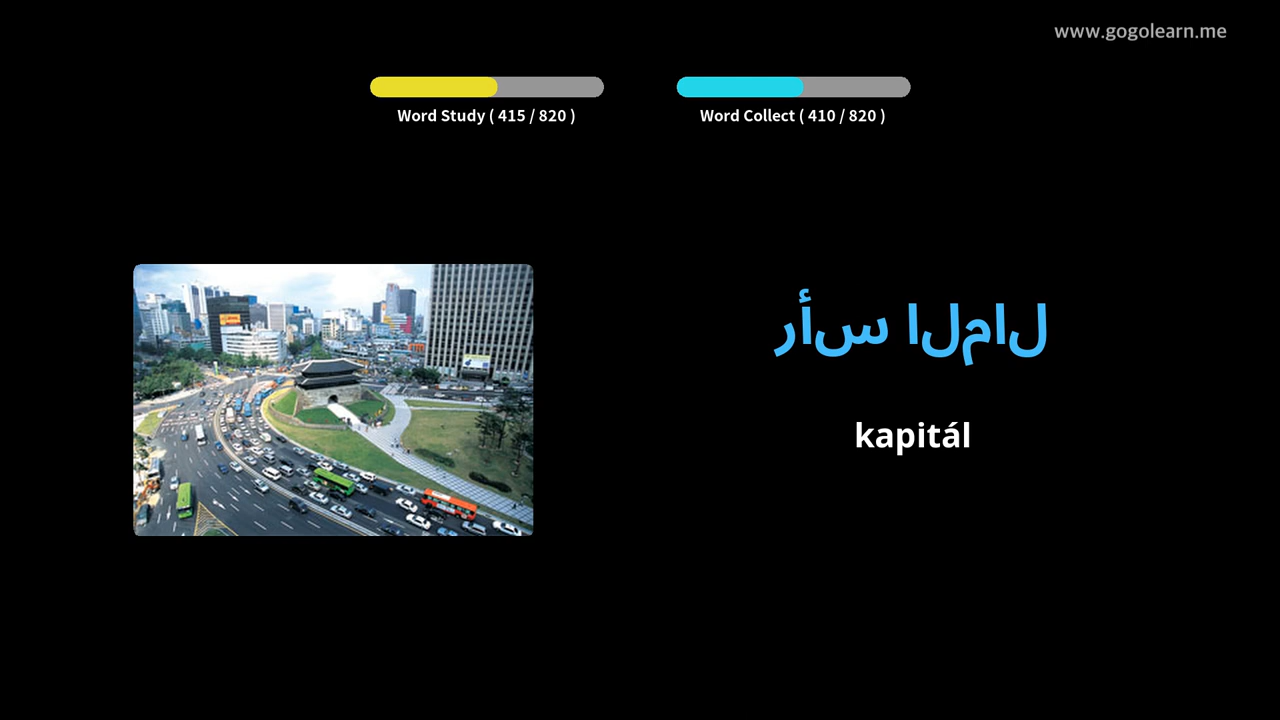 www.gogolearn.me
Word Study ( 415 / 820 )
Word Collect ( 410 / 820 )
رأس المال
kapitál